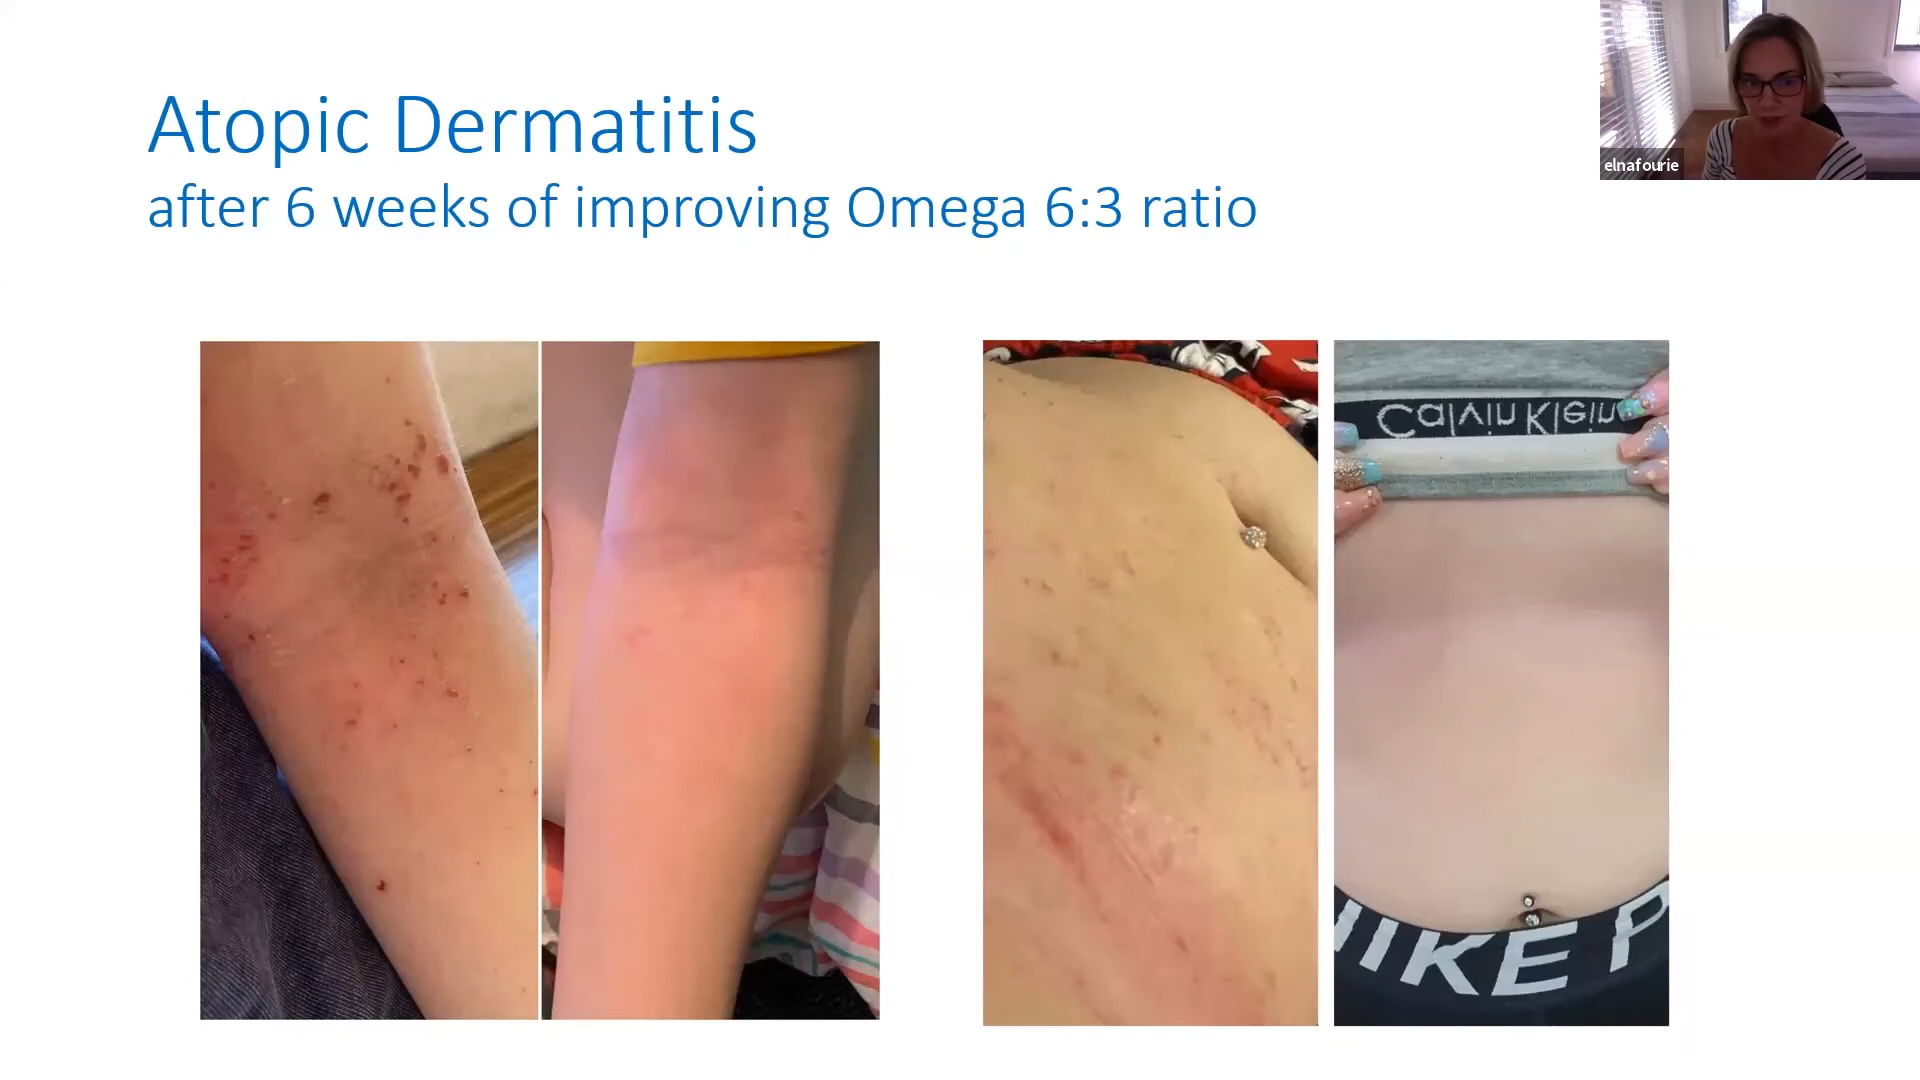 Atopic Dermatitis
after 6 weeks of improving Omega 6:3 ratio
elnafourie
Calvin Klein
NIKE P